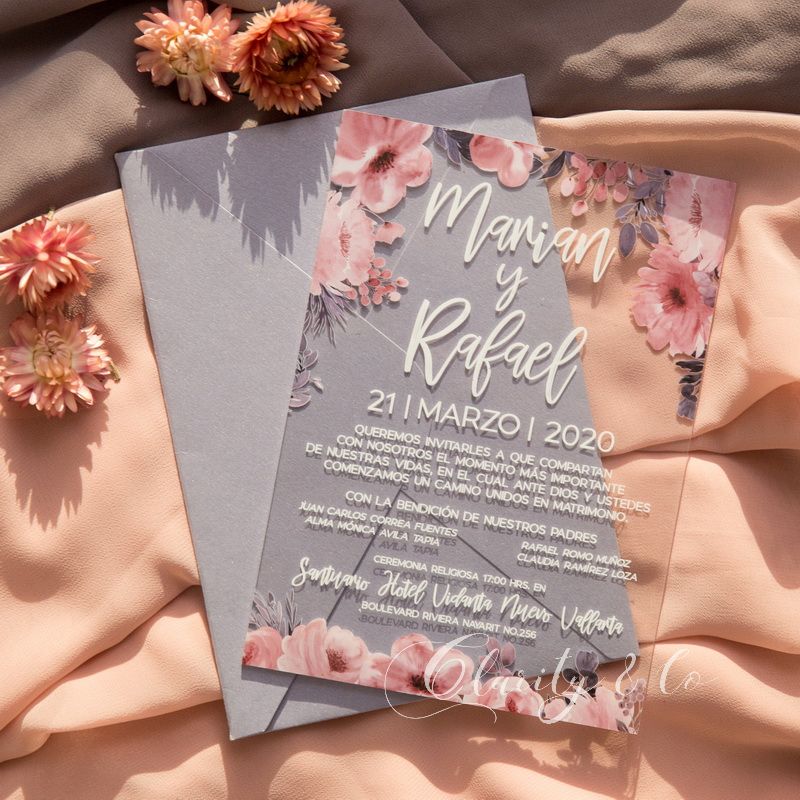 Marian
y
Rafael
21 | MARZO | 2020
QUEREMOS INVITARLES A QUE COMPARTAN
CON NOSOTROS EL MOMENTO MÁS IMPORTANTE
DE NUESTRAS VIDAS, EN EL CUAL ANTE DIOS Y USTEDES
COMENZAMOS UN CAMINO UNIDOS EN MATRIMONIO.
CON LA BENDICIÓN DE NUESTROS PADRES
JUAN CARLOS CORREA FUENTES
ALMA MÓNICA AVILA TAPIA
RAFAEL ROMO MUÑOZ
CLAUDIA RAMÍREZ LOZA
CEREMONIA RELIGIOSA 17:00 HRS. EN
Santuario Hotel Vidanta Nuevo Vallarta
BOULEVARD RIVIERA NAYARIT NO.256
Clarity & Co